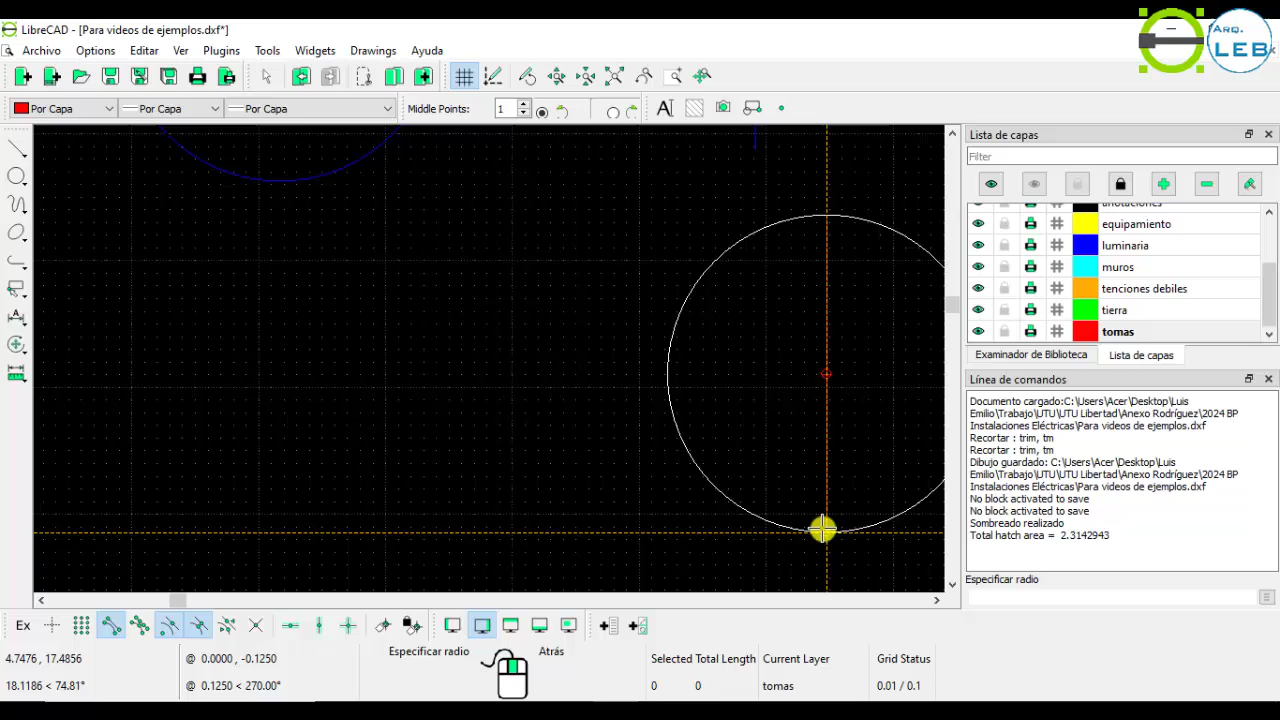 LibreCAD - [Para videos de ejemplos.dxf*]
Arq.
LEB
Archivo Options Editar Ver Plugins Tools Widgets Drawings Ayuda
Por Capa Por Capa Por Capa Middle Points: 1
Lista de capas
Filter
anotaciones
equipamiento
luminaria
muros
tenciones debiles
tierra
tomas
Examinador de Biblioteca Lista de capas
Línea de comandos
Documento cargado:C:\Users\Acer\Desktop\Luis
Emilio\Trabajo\UTU\UTU Libertad\Anexo Rodríguez\2024 BP
Instalaciones Eléctricas\Para videos de ejemplos.dxf
Recortar : trim, tm
Recortar : trim, tm
Dibujo guardado: C:\Users\Acer\Desktop\Luis
Emilio\Trabajo\UTU\UTU Libertad\Anexo Rodríguez\2024 BP
Instalaciones Eléctricas\Para videos de ejemplos.dxf
No block activated to save
No block activated to save
Sombreado realizado
Total hatch area = 2.3142943
Especificar radio
Ex
4.7476 , 17.4856 @ 0.0000 , -0.1250 Especificar radio Atrás Selected Total Length Current Layer Grid Status
18.1186 < 74.81° @ 0.1250 < 270.00° 0 0 tomas 0.01 / 0.1